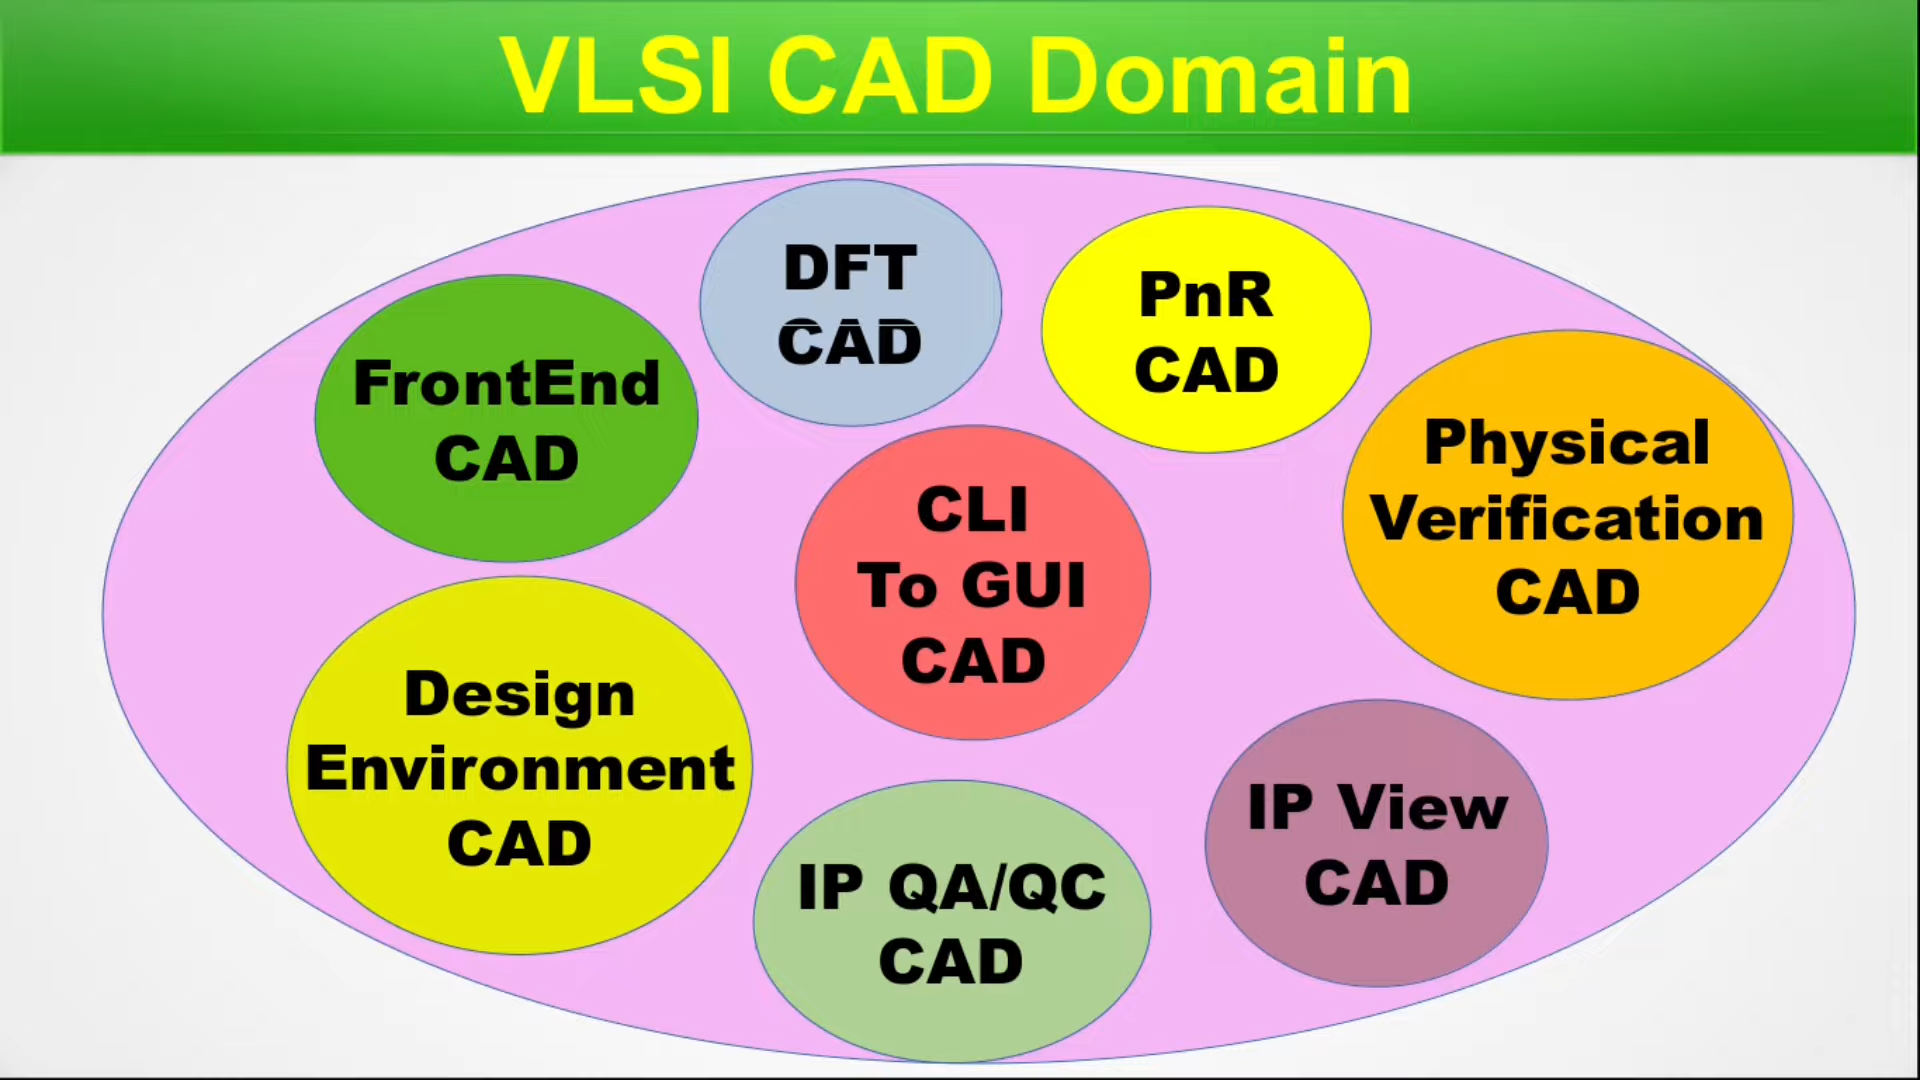 VLSI CAD Domain
DFT
CAD
PnR
CAD
FrontEnd
CAD
Physical
Verification
CAD
CLI
To GUI
CAD
Design
Environment
CAD
IP View
CAD
IP QA/QC
CAD